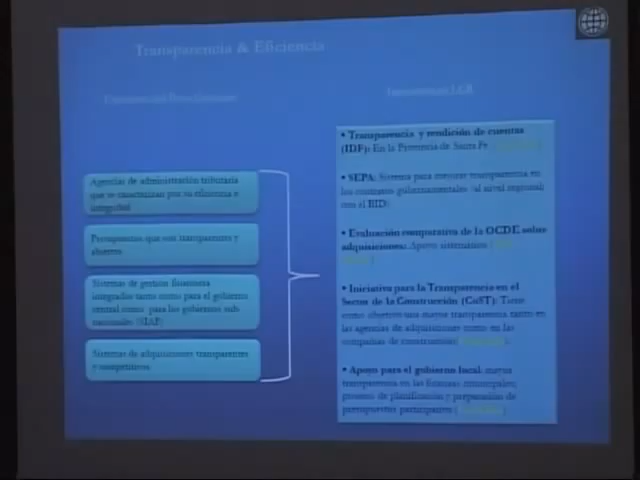 Transparencia & Eficiencia
Agencias de administración tributaria
que se caracterizan por su eficiencia e
integridad
Presupuestos que son transparentes y
abiertos
Sistemas de gestión financiera
integrados tanto como para el gobierno
central como para los gobiernos sub-
nacionales (SIAF)
Sistemas de adquisiciones transparentes
y competitivos
• Transparencia y rendición de cuentas
(IDF): En la Provincia de Santa Fe
• SEPA: Sistema para mejorar transparencia en
los contratos gubernamentales (al nivel regional;
con el BID)
• Evaluación comparativa de la OCDE sobre
adquisiciones: Apoyo sistemático
• Iniciativa para la Transparencia en el
Sector de la Construcción (CoST): Tiene
como objetivo una mayor transparencia tanto en
las agencias de adquisiciones como en las
compañías de construcción
• Apoyo para el gobierno local: mayor
transparencia en las finanzas municipales;
proceso de planificación y preparación de
presupuestos participativos